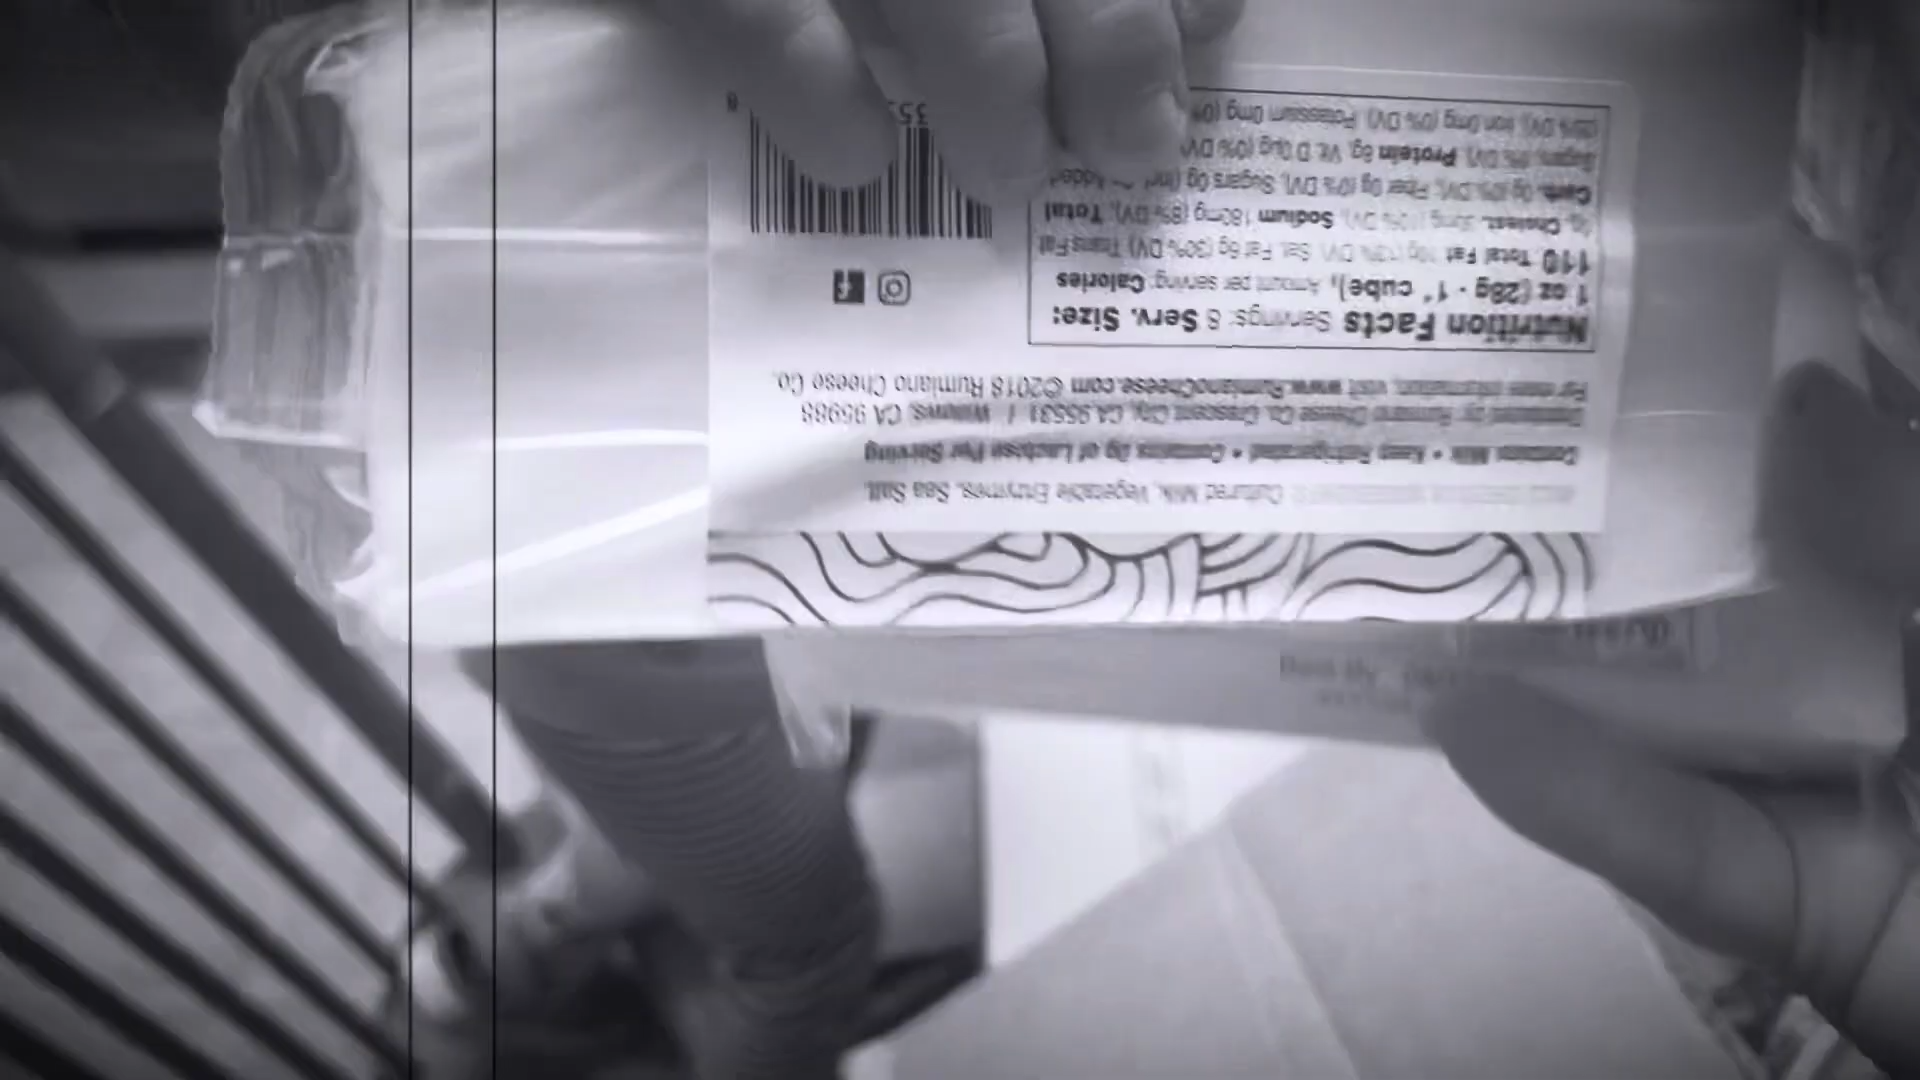 Cultured Milk, Vegetable Enzymes, Sea Salt.
Contains Milk • Keep Refrigerated • Contains 0g of Lactose Per Serving
Distributed by Rumiano Cheese Co. Crescent City, CA 95531 / Willows, CA 95988
For more information, visit www.RumianoCheese.com ©2018 Rumiano Cheese Co.
Nutrition Facts Servings: 8 Serv. Size:
1 oz (28g - 1" cube), Amount per serving: Calories
110 Total Fat 10g (13% DV), Sat. Fat 6g (30% DV), Trans Fat
Cholest. 30mg (10% DV), Sodium 180mg (8% DV), Total
Carb. 0g (0% DV), Fiber 0g (0% DV), Sugars 0g (Incl Added
Sugars, 0% DV), Protein 8g, Vit. D 0µg (0% DV)
Iron 0mg (0% DV), Potassium 0mg (0%